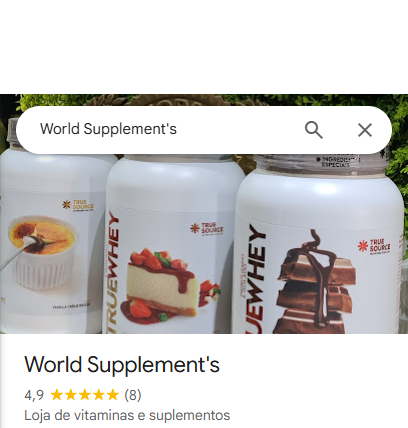 World Supplement's
INGREDIENTES
ESPECIAIS
TRUE
SOURCE
TRUE
SOURCE
TRUE
SOURCE
TRUEWHEY
UEWHEY
World Supplement's
4,9 (8)
Loja de vitaminas e suplementos